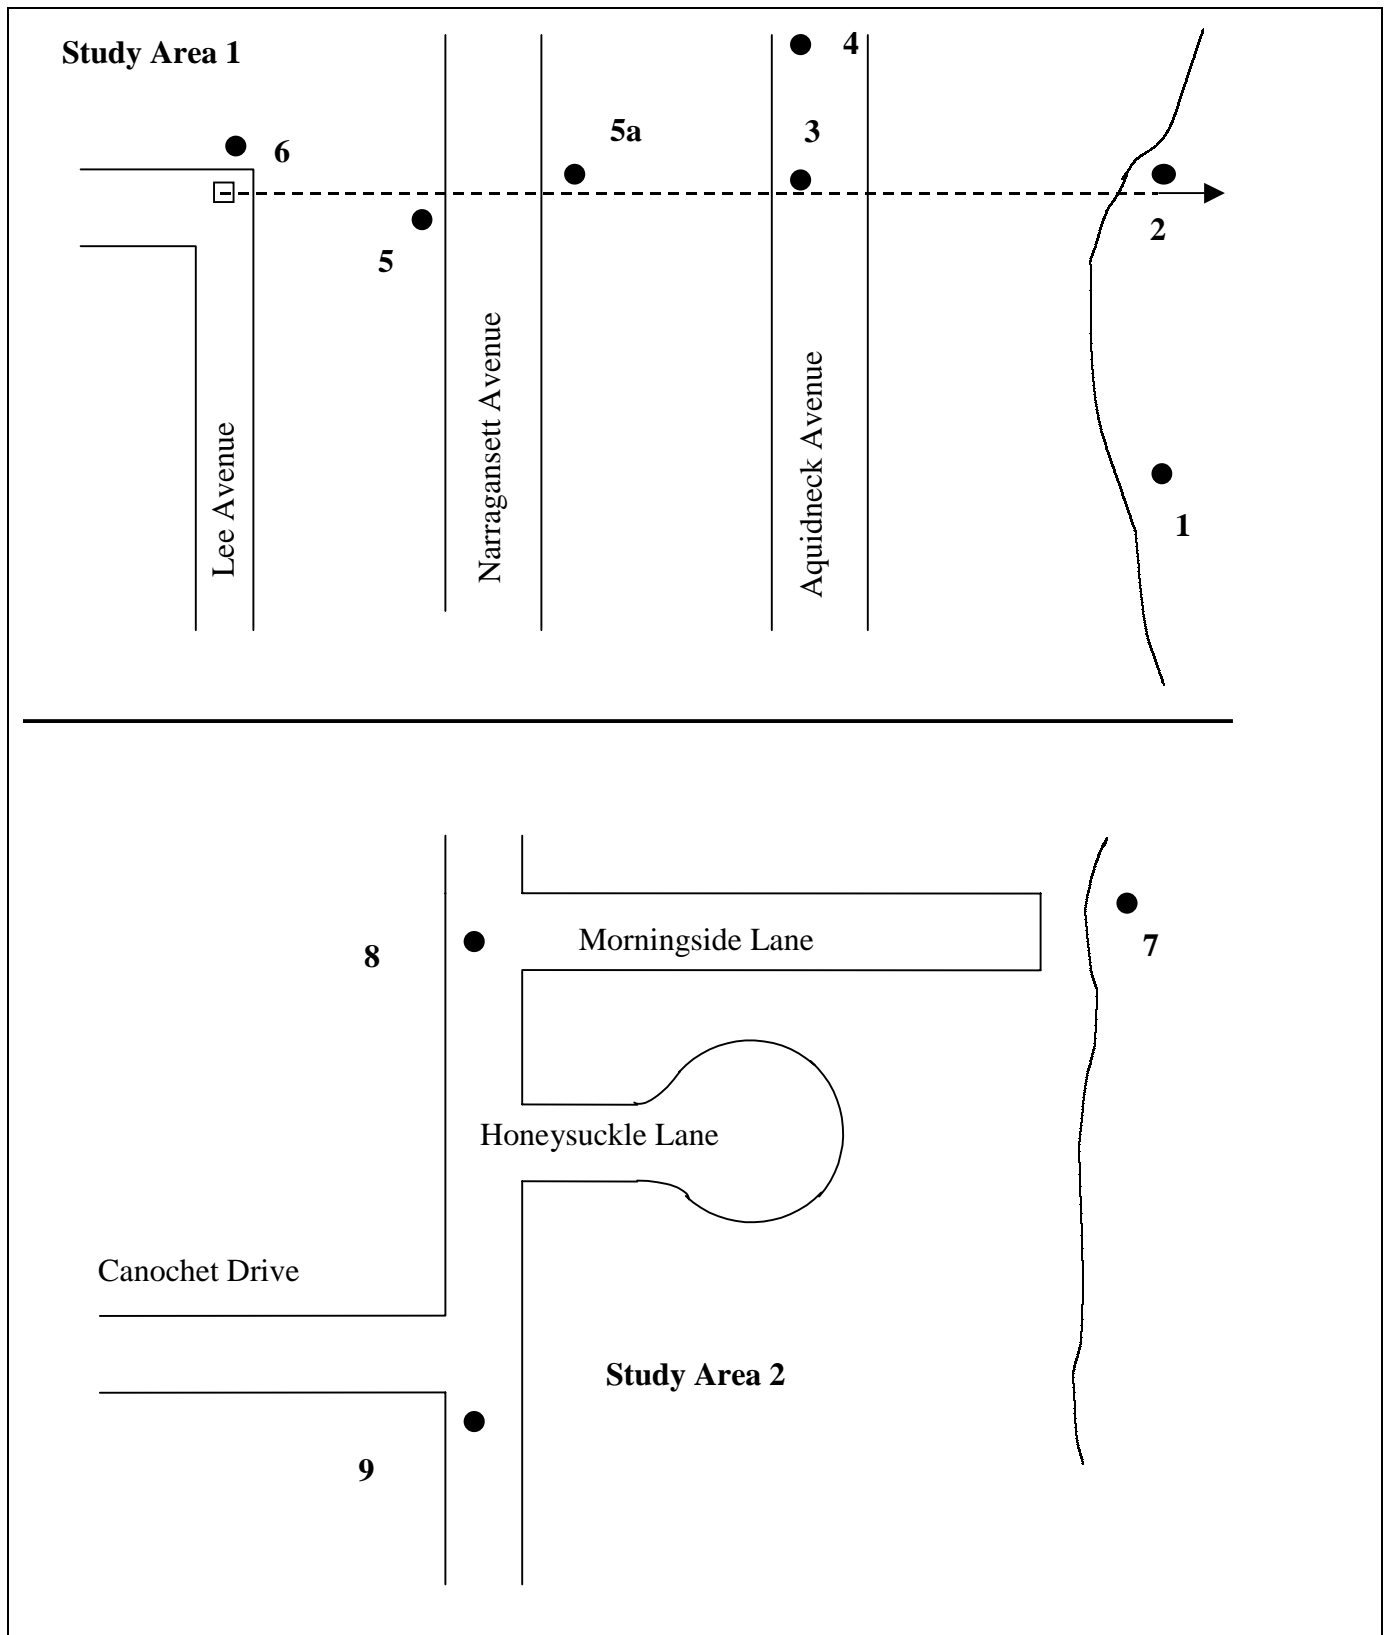 Study Area 1
4
5a
3
6
2
5
Lee Avenue
Narragansett Avenue
Aquidneck Avenue
1
8
Morningside Lane
7
Honeysuckle Lane
Canochet Drive
Study Area 2
9